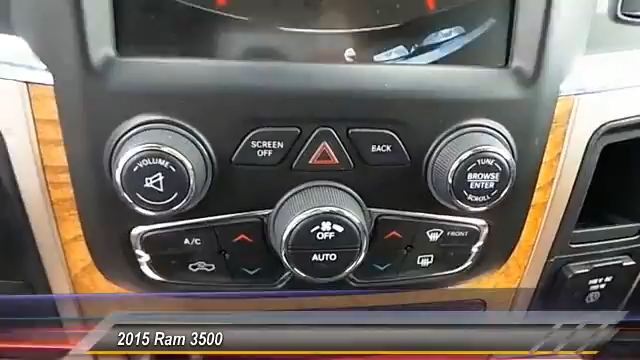 SCREEN OFF
BACK
VOLUME
TUNE
BROWSE
ENTER
SCROLL
OFF
AUTO
A/C
FRONT
2015 Ram 3500